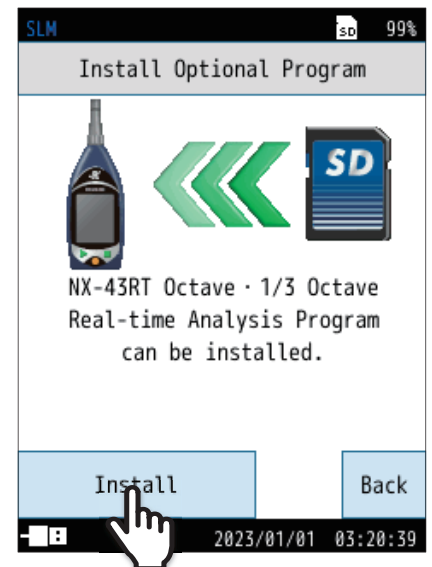 SLM SD 99%
Install Optional Program
SD
NX-43RT Octave・1/3 Octave
Real-time Analysis Program
can be installed.
Install Back
2023/01/01 03:20:39